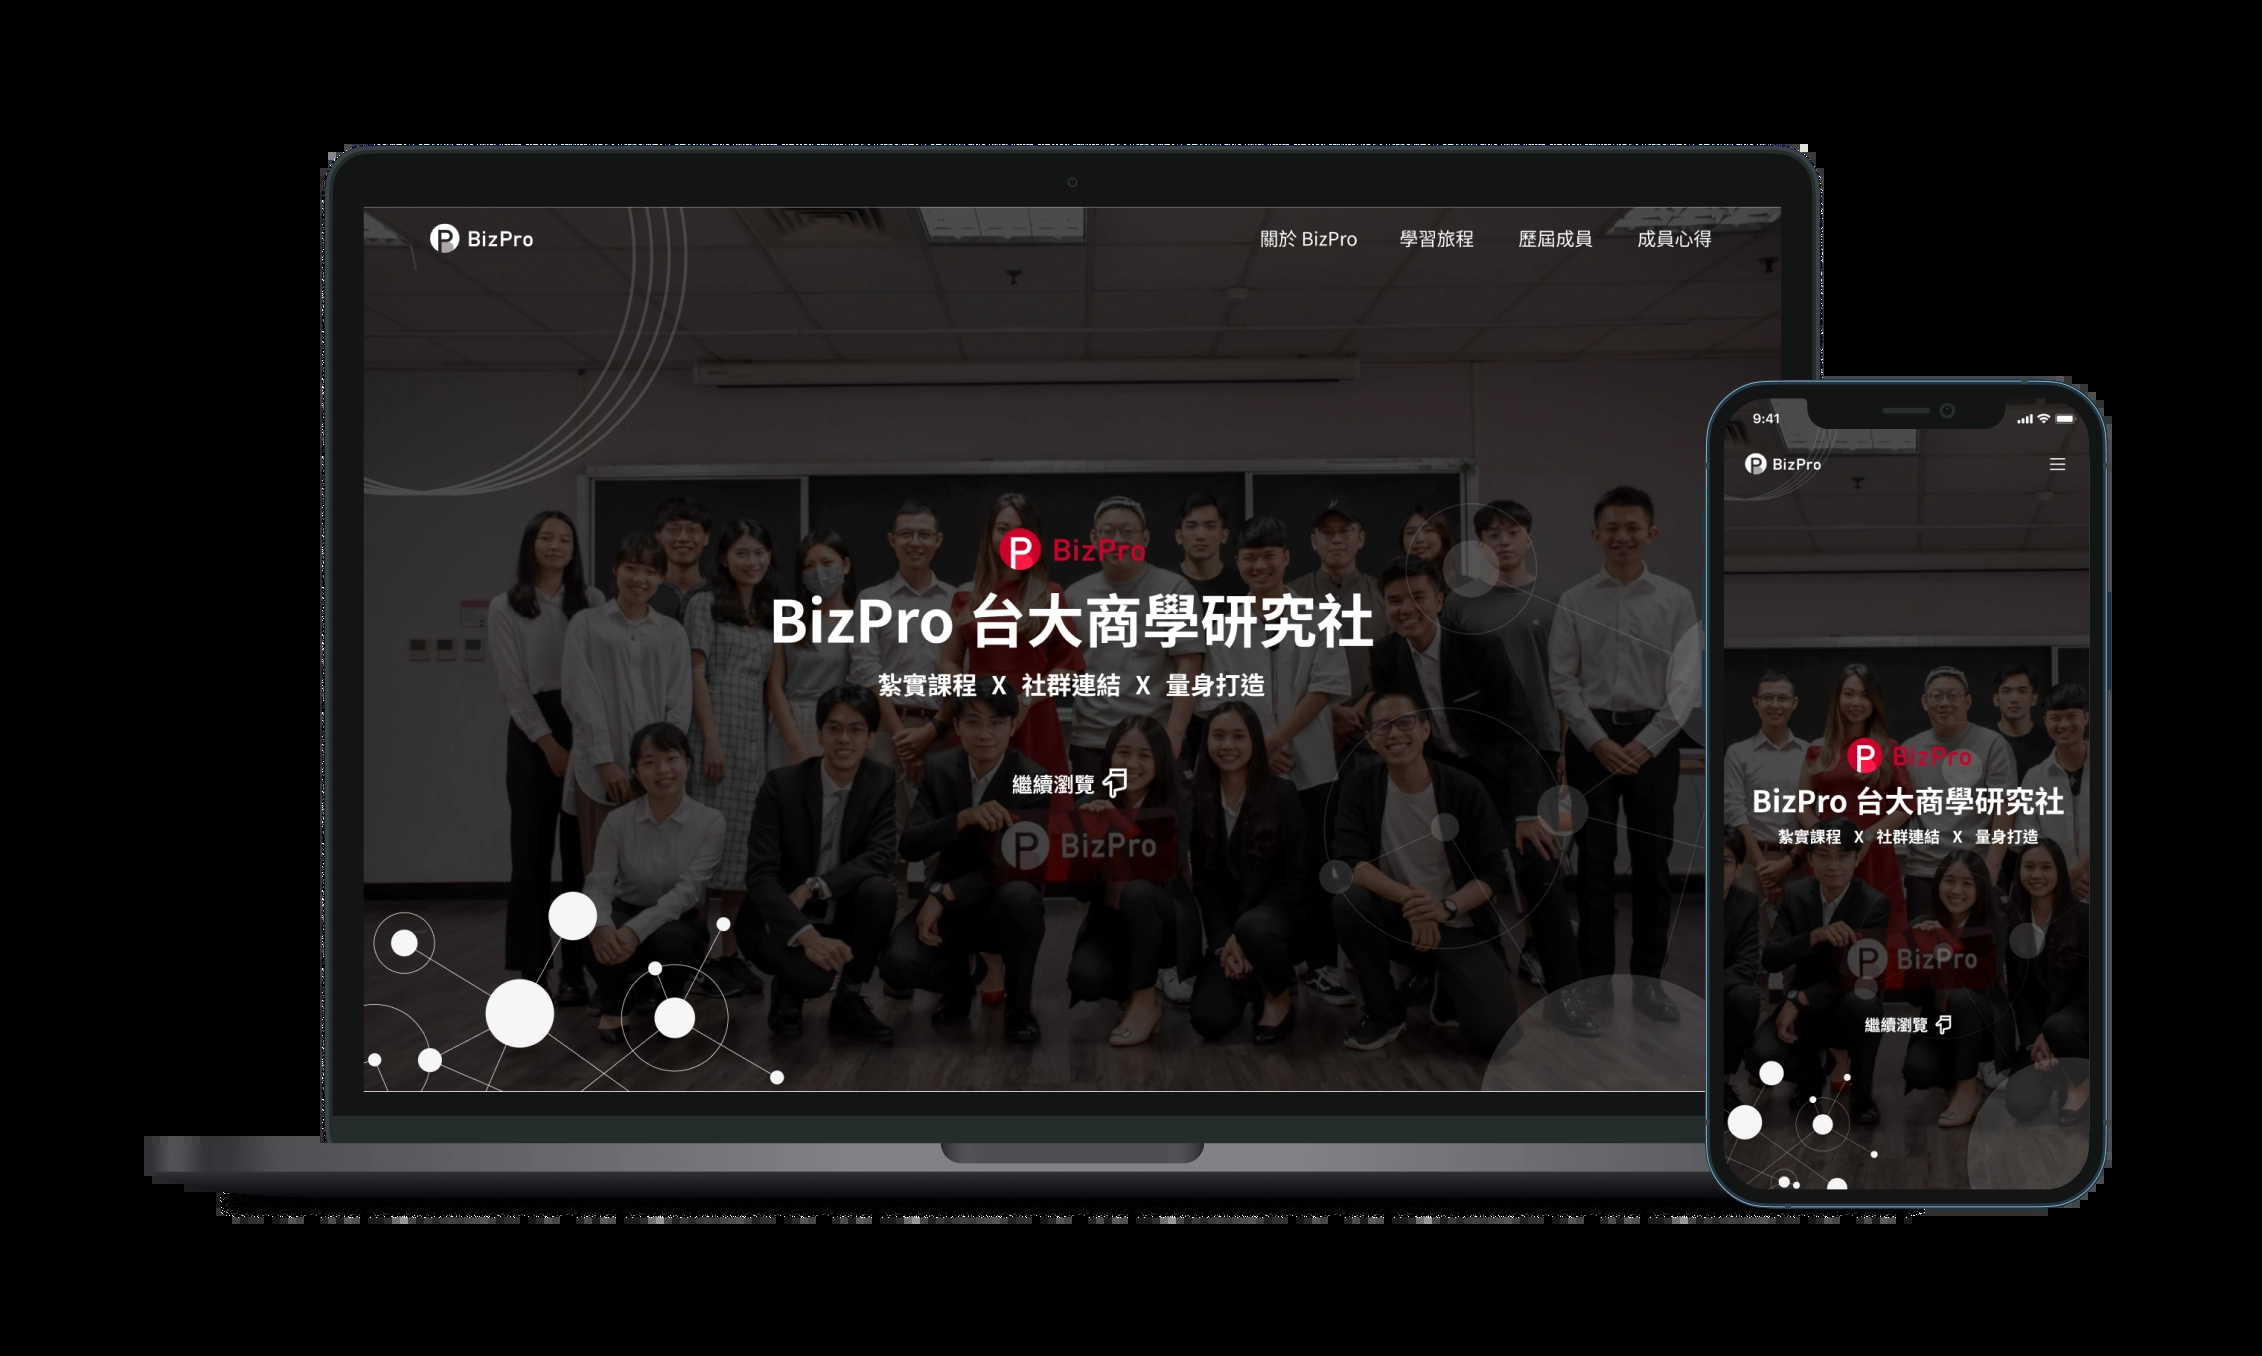 BizPro
關於 BizPro 學習旅程 歷屆成員 成員心得
BizPro
BizPro 台大商學研究社
紮實課程 X 社群連結 X 量身打造
繼續瀏覽
BizPro
9:41
BizPro
BizPro
BizPro 台大商學研究社
紮實課程 X 社群連結 X 量身打造
BizPro
繼續瀏覽